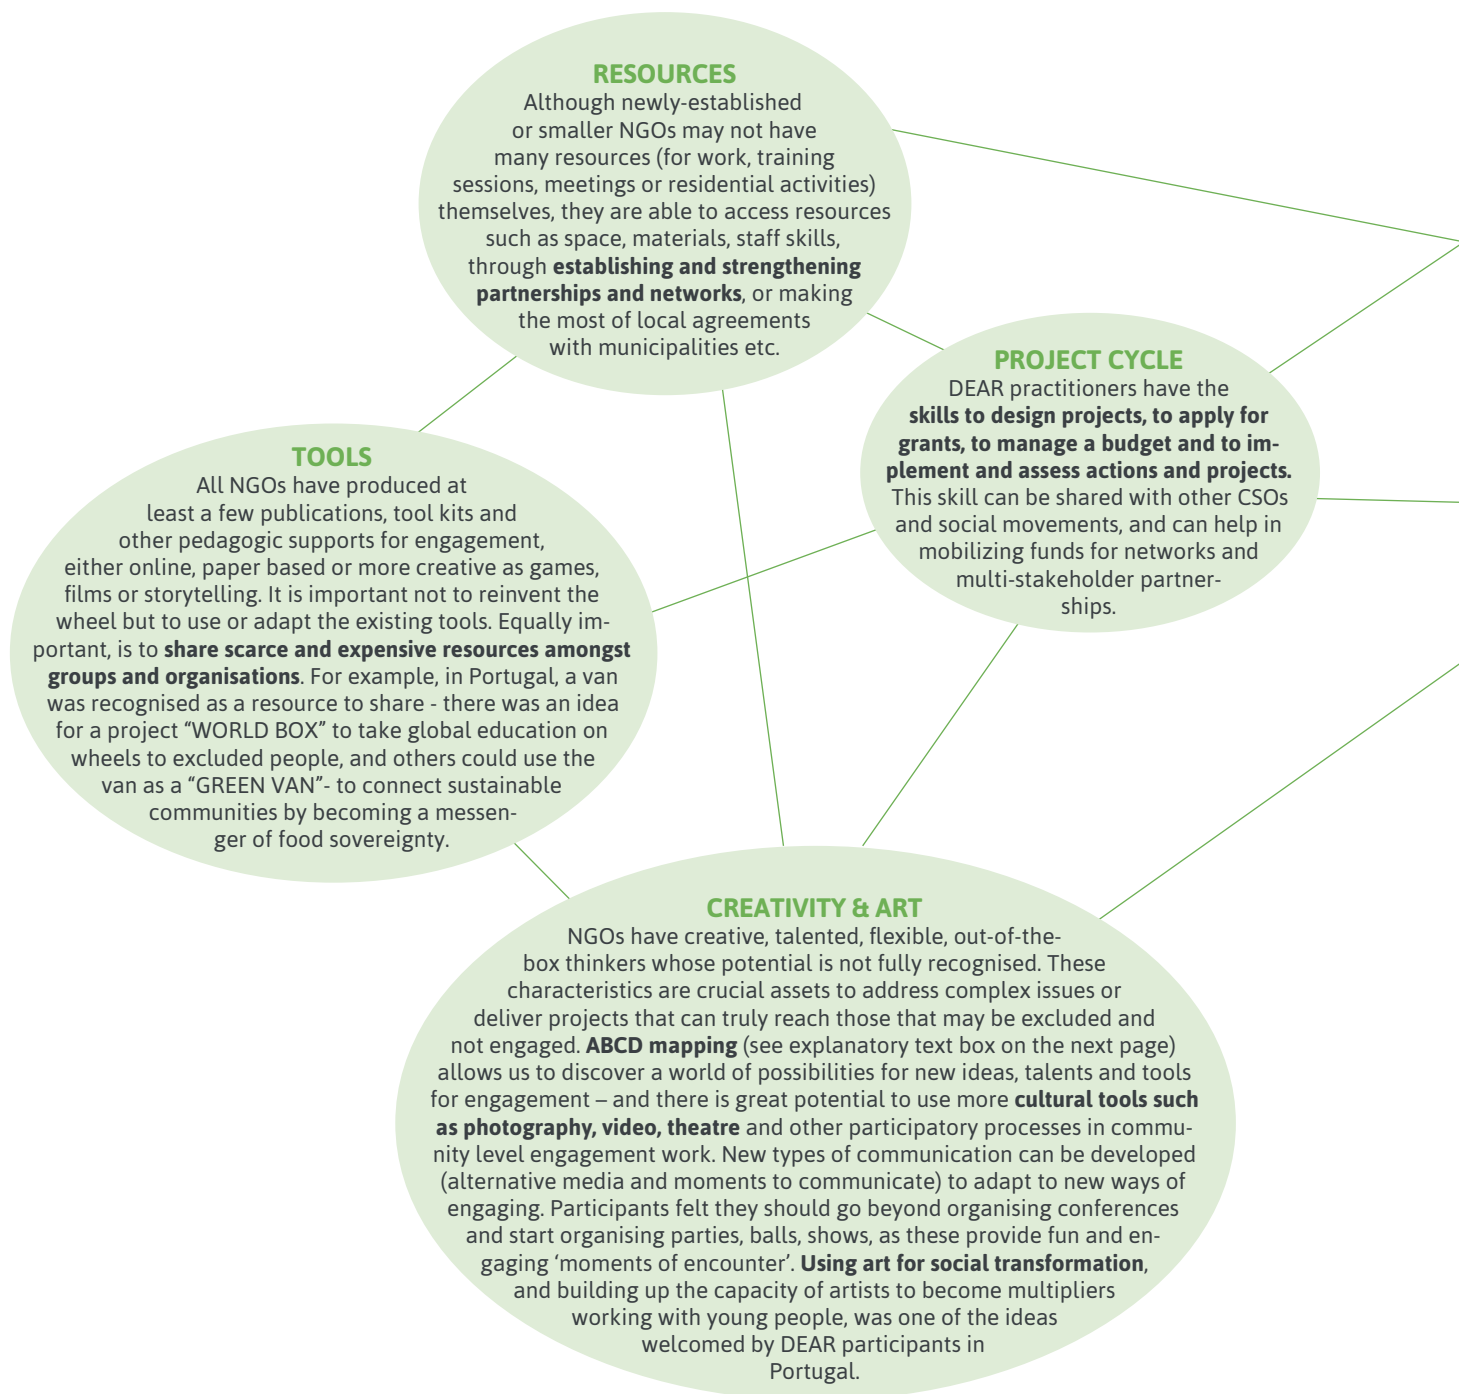 RESOURCES
Although newly-established
or smaller NGOs may not have
many resources (for work, training
sessions, meetings or residential activities)
themselves, they are able to access resources
such as space, materials, staff skills,
through establishing and strengthening
partnerships and networks, or making
the most of local agreements
with municipalities etc.
PROJECT CYCLE
DEAR practitioners have the
skills to design projects, to apply for
grants, to manage a budget and to im-
plement and assess actions and projects.
This skill can be shared with other CSOs
and social movements, and can help in
mobilizing funds for networks and
multi-stakeholder partner-
ships.
TOOLS
All NGOs have produced at
least a few publications, tool kits and
other pedagogic supports for engagement,
either online, paper based or more creative as games,
films or storytelling. It is important not to reinvent the
wheel but to use or adapt the existing tools. Equally im-
portant, is to share scarce and expensive resources amongst
groups and organisations. For example, in Portugal, a van
was recognised as a resource to share - there was an idea
for a project “WORLD BOX” to take global education on
wheels to excluded people, and others could use the
van as a “GREEN VAN”- to connect sustainable
communities by becoming a messen-
ger of food sovereignty.
CREATIVITY & ART
NGOs have creative, talented, flexible, out-of-the-
box thinkers whose potential is not fully recognised. These
characteristics are crucial assets to address complex issues or
deliver projects that can truly reach those that may be excluded and
not engaged. ABCD mapping (see explanatory text box on the next page)
allows us to discover a world of possibilities for new ideas, talents and tools
for engagement – and there is great potential to use more cultural tools such
as photography, video, theatre and other participatory processes in commu-
nity level engagement work. New types of communication can be developed
(alternative media and moments to communicate) to adapt to new ways of
engaging. Participants felt they should go beyond organising conferences
and start organising parties, balls, shows, as these provide fun and en-
gaging ‘moments of encounter’. Using art for social transformation,
and building up the capacity of artists to become multipliers
working with young people, was one of the ideas
welcomed by DEAR participants in
Portugal.